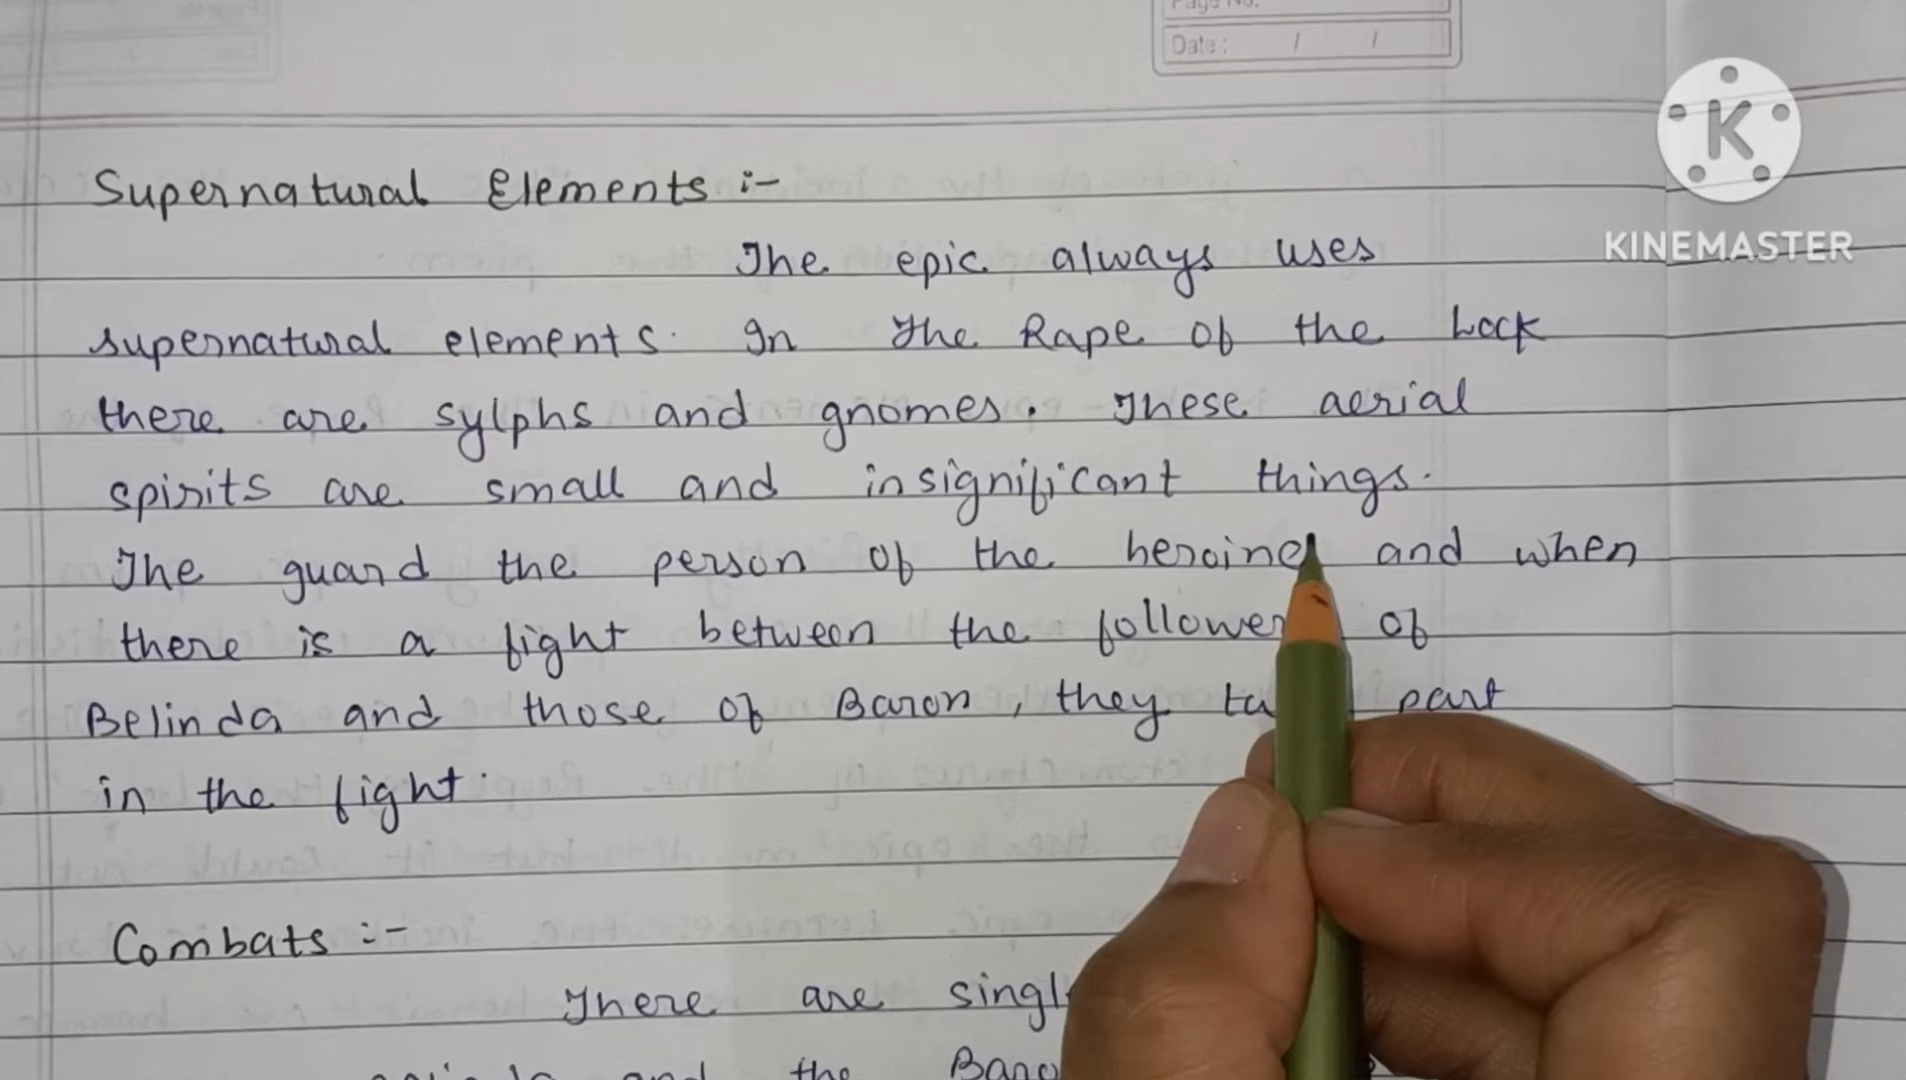 Date : / /
KINEMASTER
Supernatural Elements :-
The epic always uses
supernatural elements. In The Rape of the Lock
there are sylphs and gnomes. These aerial
spirits are small and insignificant things.
The guard the person of the heroine and when
there is a fight between the follower of
Belinda and those of Baron, they part
in the fight.
Combats :-
There are
and the